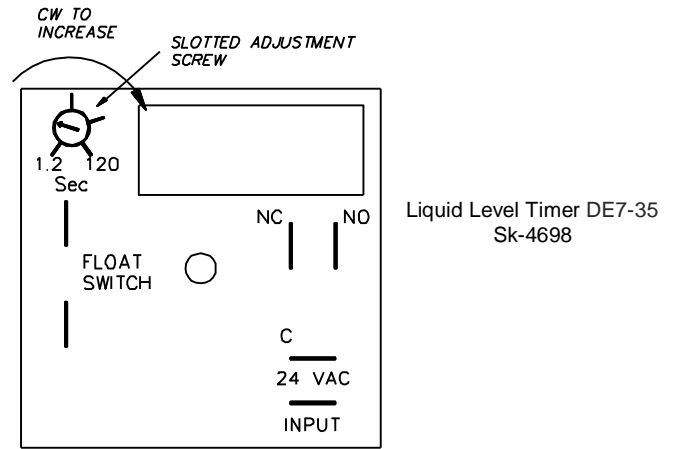 CW TO
INCREASE
SLOTTED ADJUSTMENT
SCREW
1.2 120
Sec
NC NO
FLOAT
SWITCH
C
24 VAC
INPUT
Liquid Level Timer DE7-35
Sk-4698